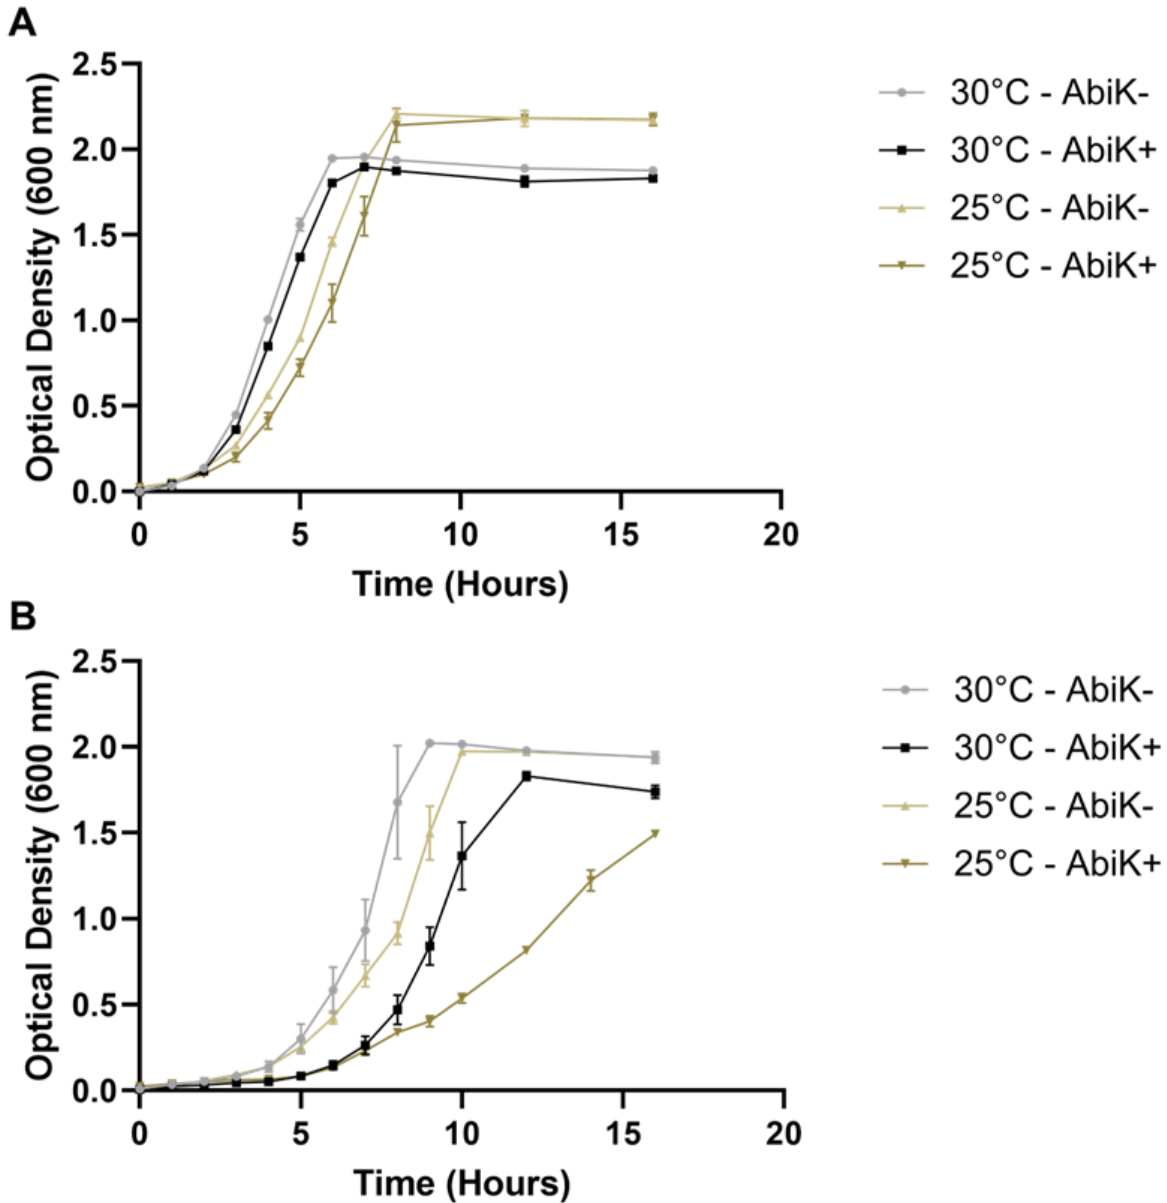 A
Optical Density (600 nm)
2.5
2.0
1.5
1.0
0.5
0.0
0 5 10 15 20
Time (Hours)
30°C - AbiK-
30°C - AbiK+
25°C - AbiK-
25°C - AbiK+
B
Optical Density (600 nm)
2.5
2.0
1.5
1.0
0.5
0.0
0 5 10 15 20
Time (Hours)
30°C - AbiK-
30°C - AbiK+
25°C - AbiK-
25°C - AbiK+